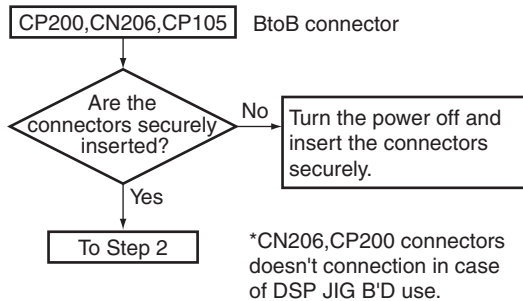 CP200,CN206,CP105 BtoB connector
Are the
connectors securely
inserted?
No
Turn the power off and
insert the connectors
securely.
Yes
To Step 2
*CN206,CP200 connectors
doesn't connection in case
of DSP JIG B'D use.